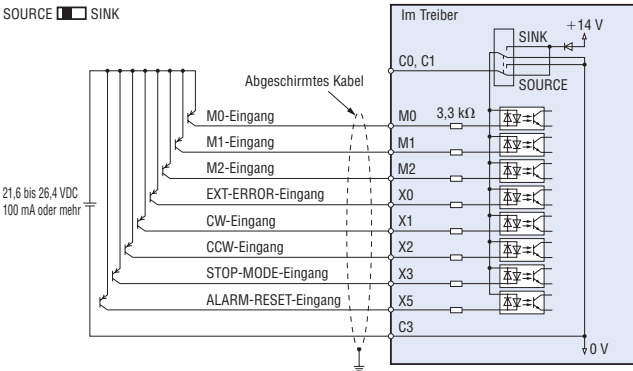 SOURCE SINK
Im Treiber
+14 V
SINK
C0, C1
SOURCE
Abgeschirmtes Kabel
M0-Eingang M0 3,3 kΩ
M1-Eingang M1
M2-Eingang M2
21,6 bis 26,4 VDC
100 mA oder mehr
EXT-ERROR-Eingang X0
CW-Eingang X1
CCW-Eingang X2
STOP-MODE-Eingang X3
ALARM-RESET-Eingang X5
C3
0 V